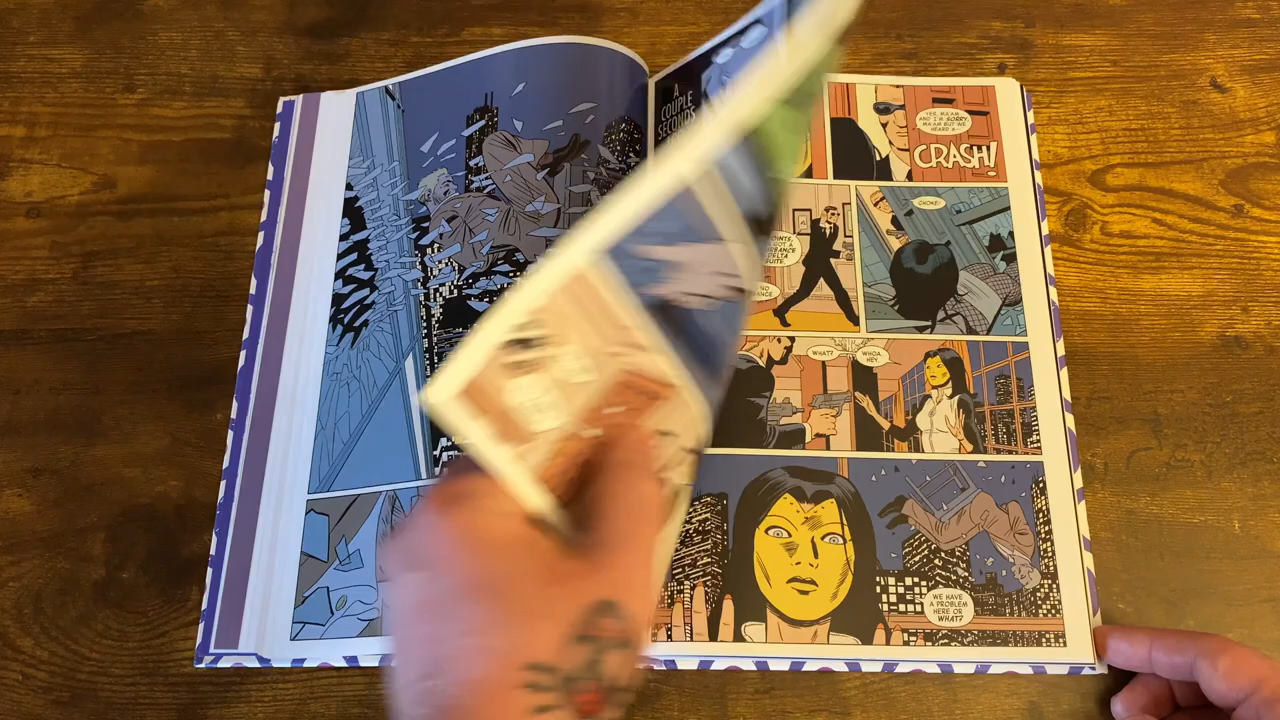 A
COUPLE
SECONDS
YES, MA'AM
AND I'M SORRY,
MA'AM BUT WE
HEARD A--
CRASH!
CHOKE!
WHAT?
WHOA.
HEY.
WE HAVE
A PROBLEM
HERE OR
WHAT?